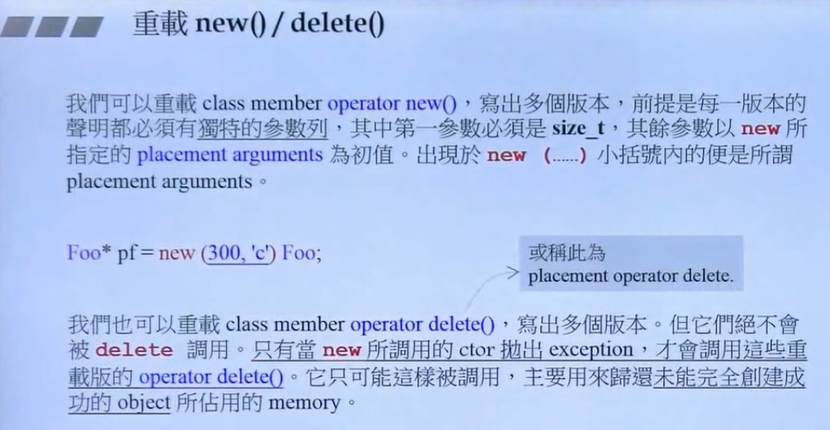 重載 new() / delete()
我們可以重載 class member operator new()，寫出多個版本，前提是每一版本的
聲明都必須有獨特的參數列，其中第一參數必須是 size_t，其餘參數以 new 所
指定的 placement arguments 為初值。出現於 new (……) 小括號內的便是所謂
placement arguments。
Foo* pf = new (300, 'c') Foo;
或稱此為
placement operator delete.
我們也可以重載 class member operator delete()，寫出多個版本。但它們絕不會
被 delete 調用。只有當 new 所調用的 ctor 拋出 exception，才會調用這些重
載版的 operator delete()。它只可能這樣被調用，主要用來歸還未能完全創建成
功的 object 所佔用的 memory。